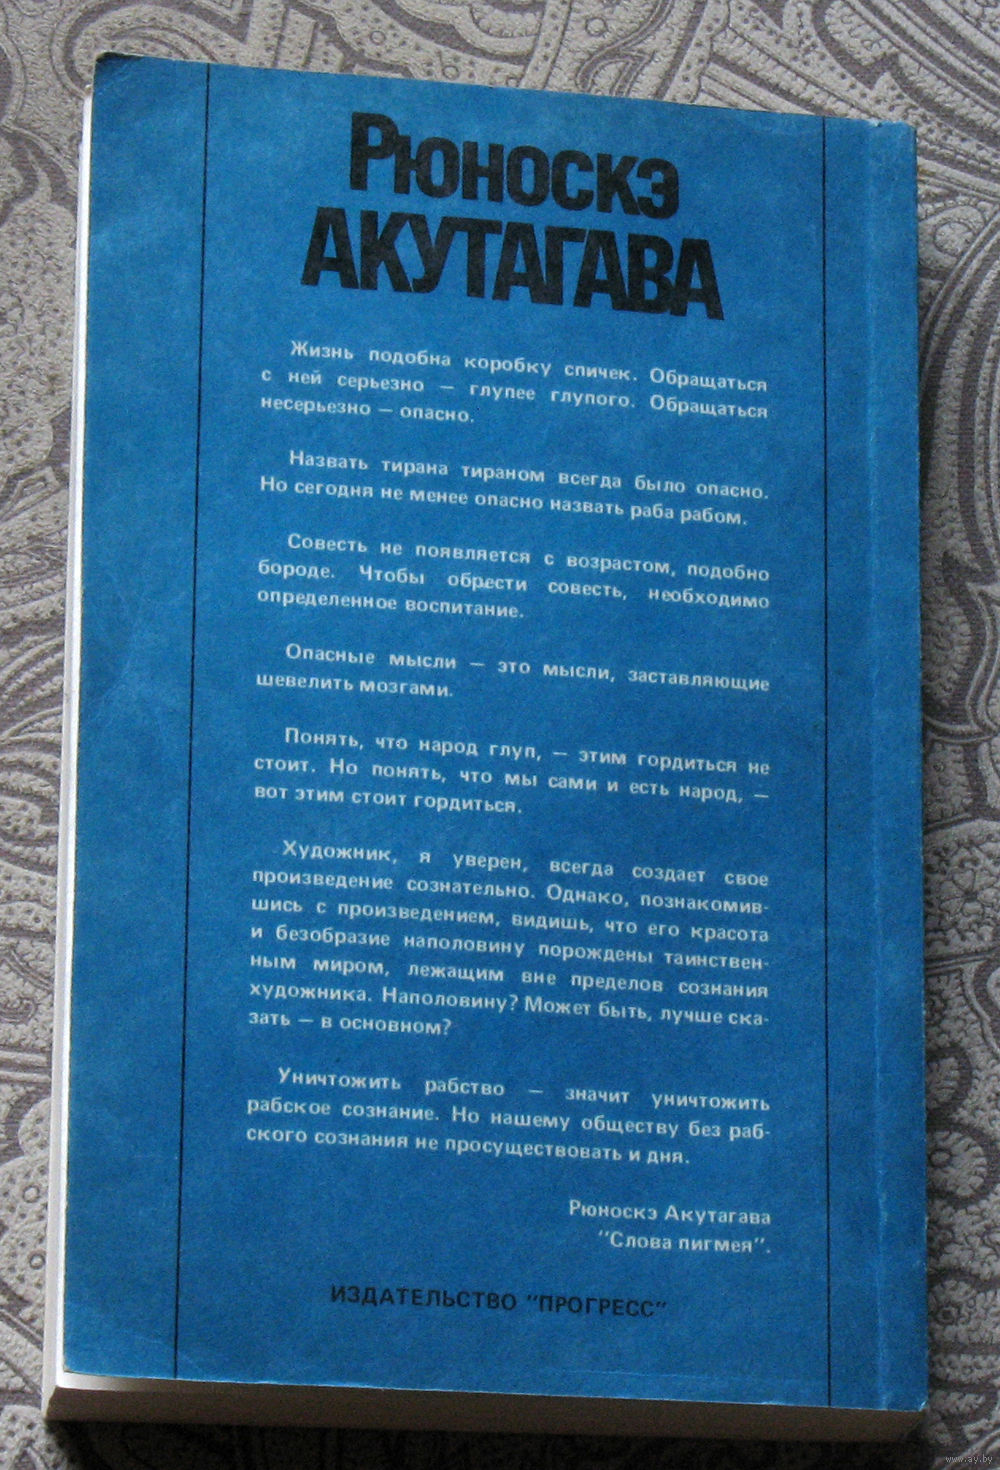 Рюноскэ
АКУТАГАВА
Жизнь подобна коробку спичек. Обращаться
с ней серьезно — глупее глупого. Обращаться
несерьезно — опасно.
Назвать тирана тираном всегда было опасно.
Но сегодня не менее опасно назвать раба рабом.
Совесть не появляется с возрастом, подобно
бороде. Чтобы обрести совесть, необходимо
определенное воспитание.
Опасные мысли — это мысли, заставляющие
шевелить мозгами.
Понять, что народ глуп, — этим гордиться не
стоит. Но понять, что мы сами и есть народ, —
вот этим стоит гордиться.
Художник, я уверен, всегда создает свое
произведение сознательно. Однако, познакомив-
шись с произведением, видишь, что его красота
и безобразие наполовину порождены таинствен-
ным миром, лежащим вне пределов сознания
художника. Наполовину? Может быть, лучше ска-
зать — в основном?
Уничтожить рабство — значит уничтожить
рабское сознание. Но нашему обществу без раб-
ского сознания не просуществовать и дня.
Рюноскэ Акутагава
"Слова пигмея".
ИЗДАТЕЛЬСТВО "ПРОГРЕСС"
www.ay.by